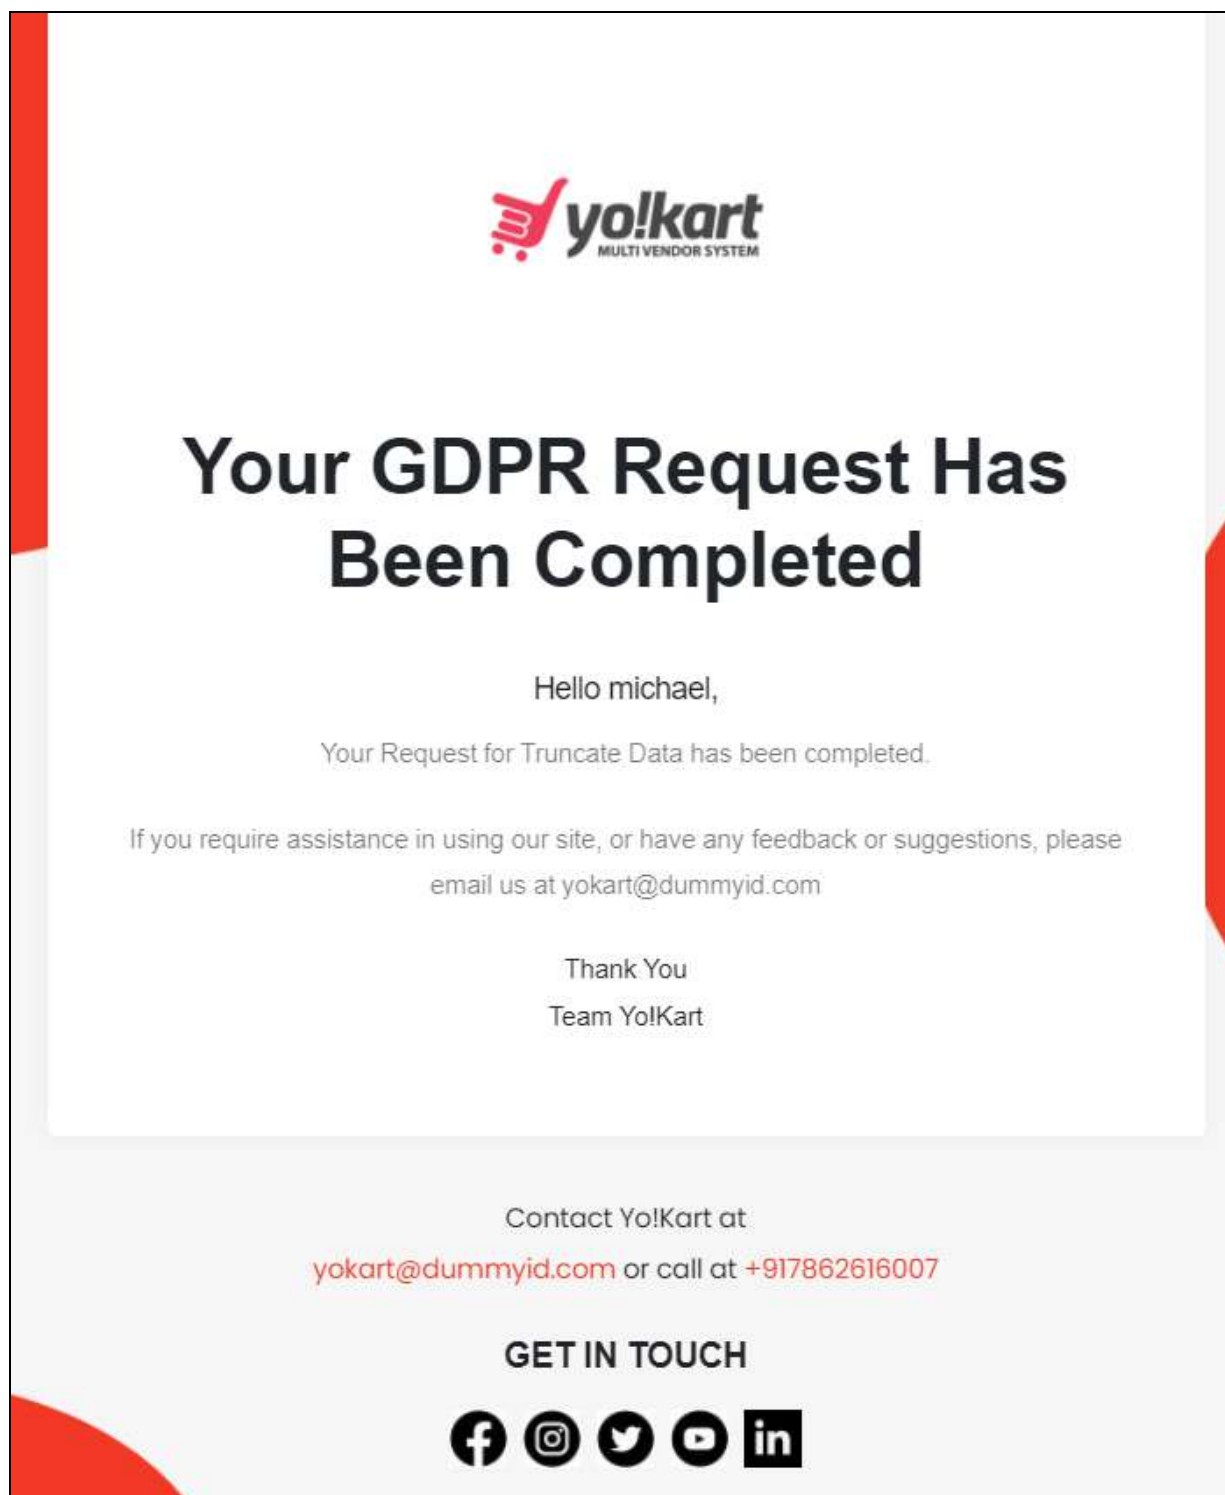 yo!kart
MULTI VENDOR SYSTEM
Your GDPR Request Has
Been Completed
Hello michael,
Your Request for Truncate Data has been completed.
If you require assistance in using our site, or have any feedback or suggestions, please
email us at yokart@dummyid.com
Thank You
Team Yo!Kart
Contact Yo!Kart at
yokart@dummyid.com or call at +917862616007
GET IN TOUCH
in